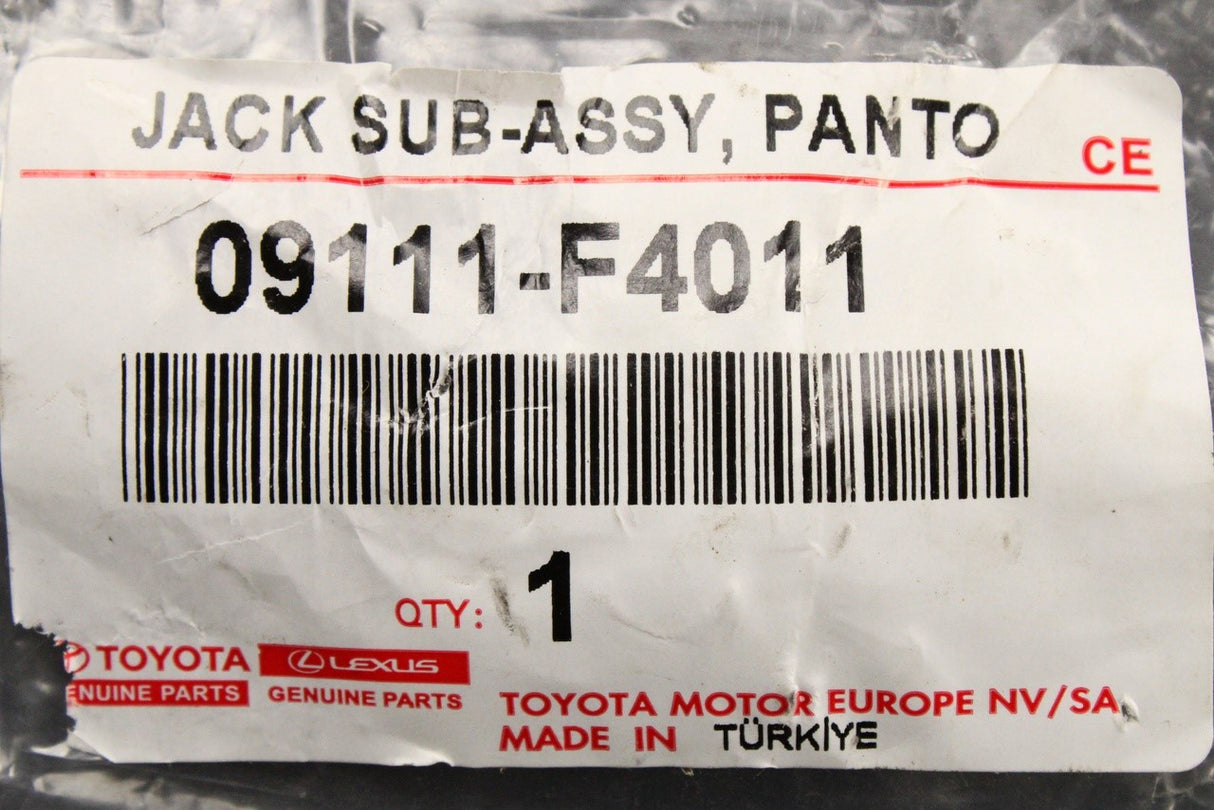 JACK SUB-ASSY, PANTO
CE
09111-F4011
QTY: 1
TOYOTA LEXUS
ENUINE PARTS GENUINE PARTS
TOYOTA MOTOR EUROPE NV/SA
MADE IN TÜRKİYE